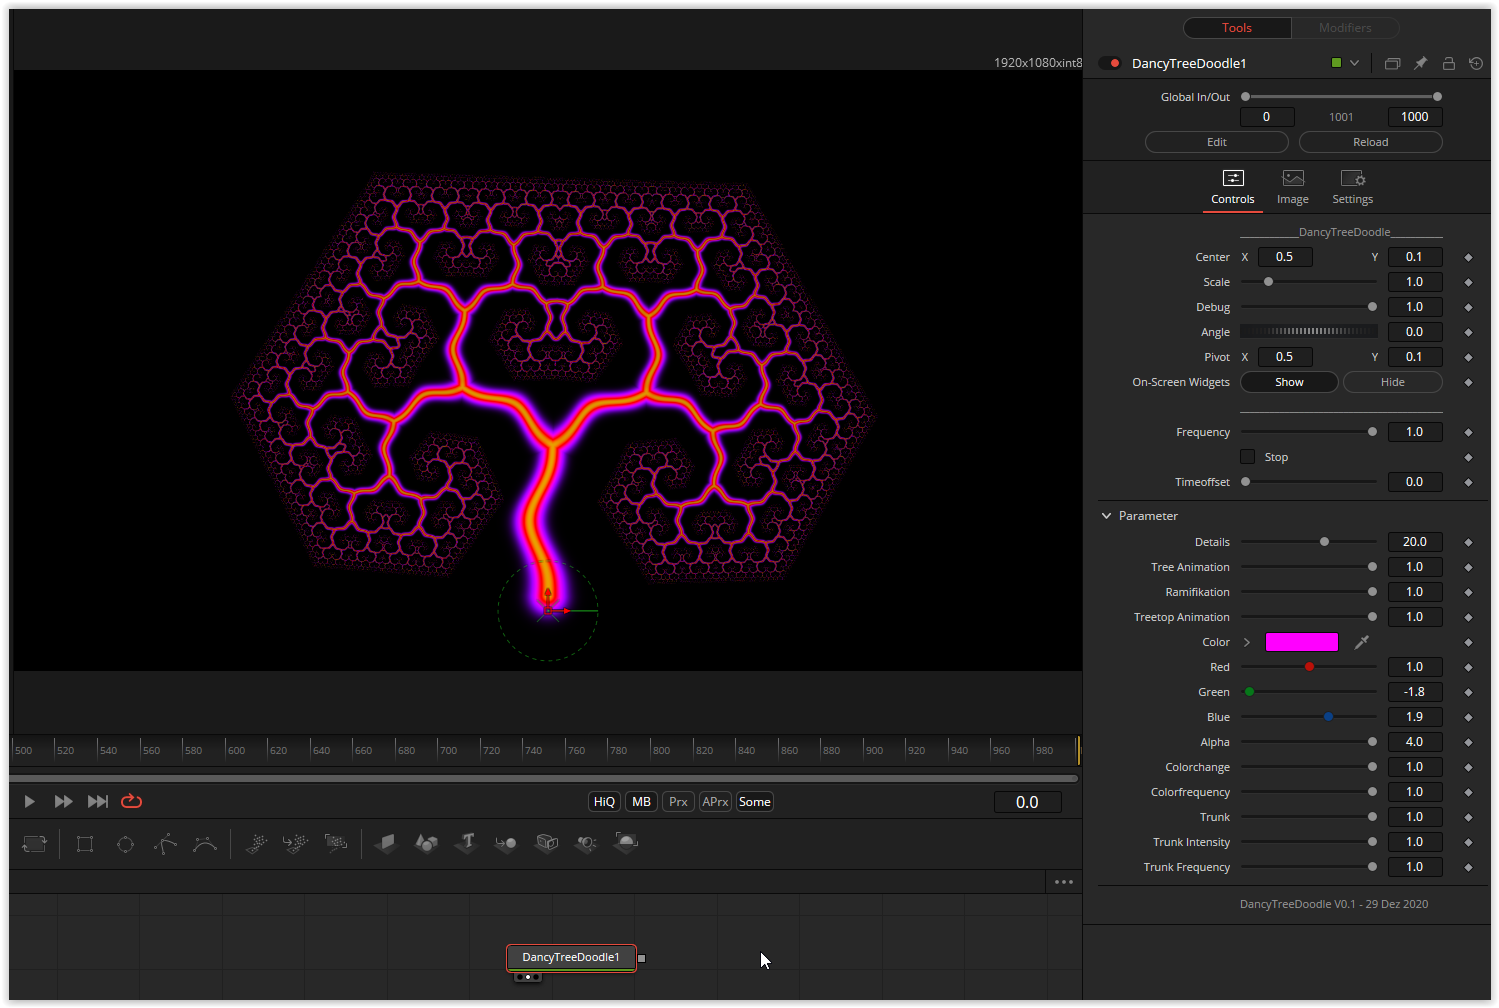 Tools Modifiers
1920x1080xint8
DancyTreeDoodle1
Global In/Out
0 1001 1000
Edit Reload
Controls Image Settings
DancyTreeDoodle
Center X 0.5 Y 0.1
Scale 1.0
Debug 1.0
Angle 0.0
Pivot X 0.5 Y 0.1
On-Screen Widgets Show Hide
Frequency 1.0
Stop
Timeoffset 0.0
Parameter
Details 20.0
Tree Animation 1.0
Ramifikation 1.0
Treetop Animation 1.0
Color
Red 1.0
Green -1.8
Blue 1.9
Alpha 4.0
Colorchange 1.0
Colorfrequency 1.0
Trunk 1.0
Trunk Intensity 1.0
Trunk Frequency 1.0
DancyTreeDoodle V0.1 - 29 Dez 2020
500 520 540 560 580 600 620 640 660 680 700 720 740 760 780 800 820 840 860 880 900 920 940 960 980
HiQ MB Prx APrx Some 0.0
T
DancyTreeDoodle1